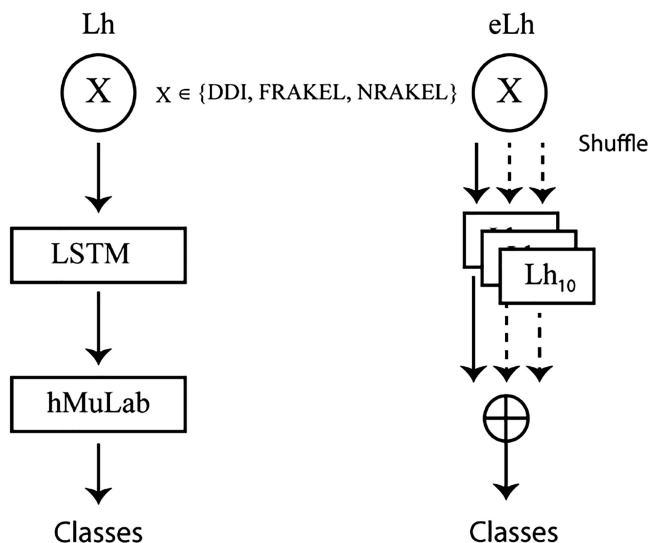 Lh
eLh
X
X ∈ {DDI, FRAKEL, NRAKEL}
X
Shuffle
LSTM
Lh₁₀
hMuLab
Classes
Classes